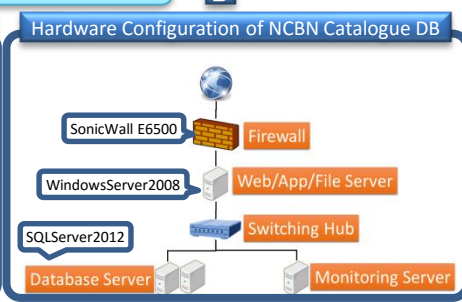 Hardware Configuration of NCBN Catalogue DB
SonicWall E6500
Firewall
WindowsServer2008
Web/App/File Server
Switching Hub
SQLServer2012
Database Server
Monitoring Server